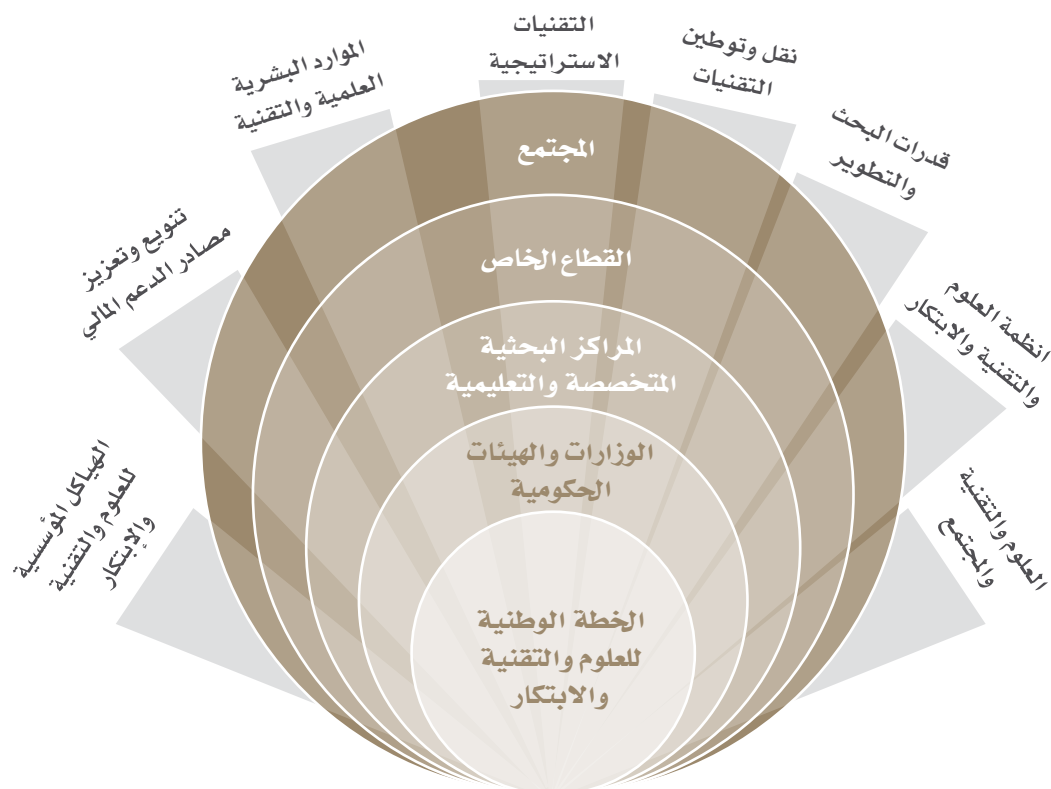 التقنيات
الاستراتيجية
نقل وتوطين
التقنيات
قدرات البحث
والتطوير
انظمة العلوم
والتقنية والابتكار
العلوم والتقنية
والمجتمع
الموارد البشرية
العلمية والتقنية
تنويع وتعزيز
مصادر الدعم المالي
الهياكل المؤسسية
للعلوم والتقنية
والإبتكار
المجتمع
القطاع الخاص
المراكز البحثية
المتخصصة والتعليمية
الوزارات والهيئات
الحكومية
الخطة الوطنية
للعلوم والتقنية
والابتكار